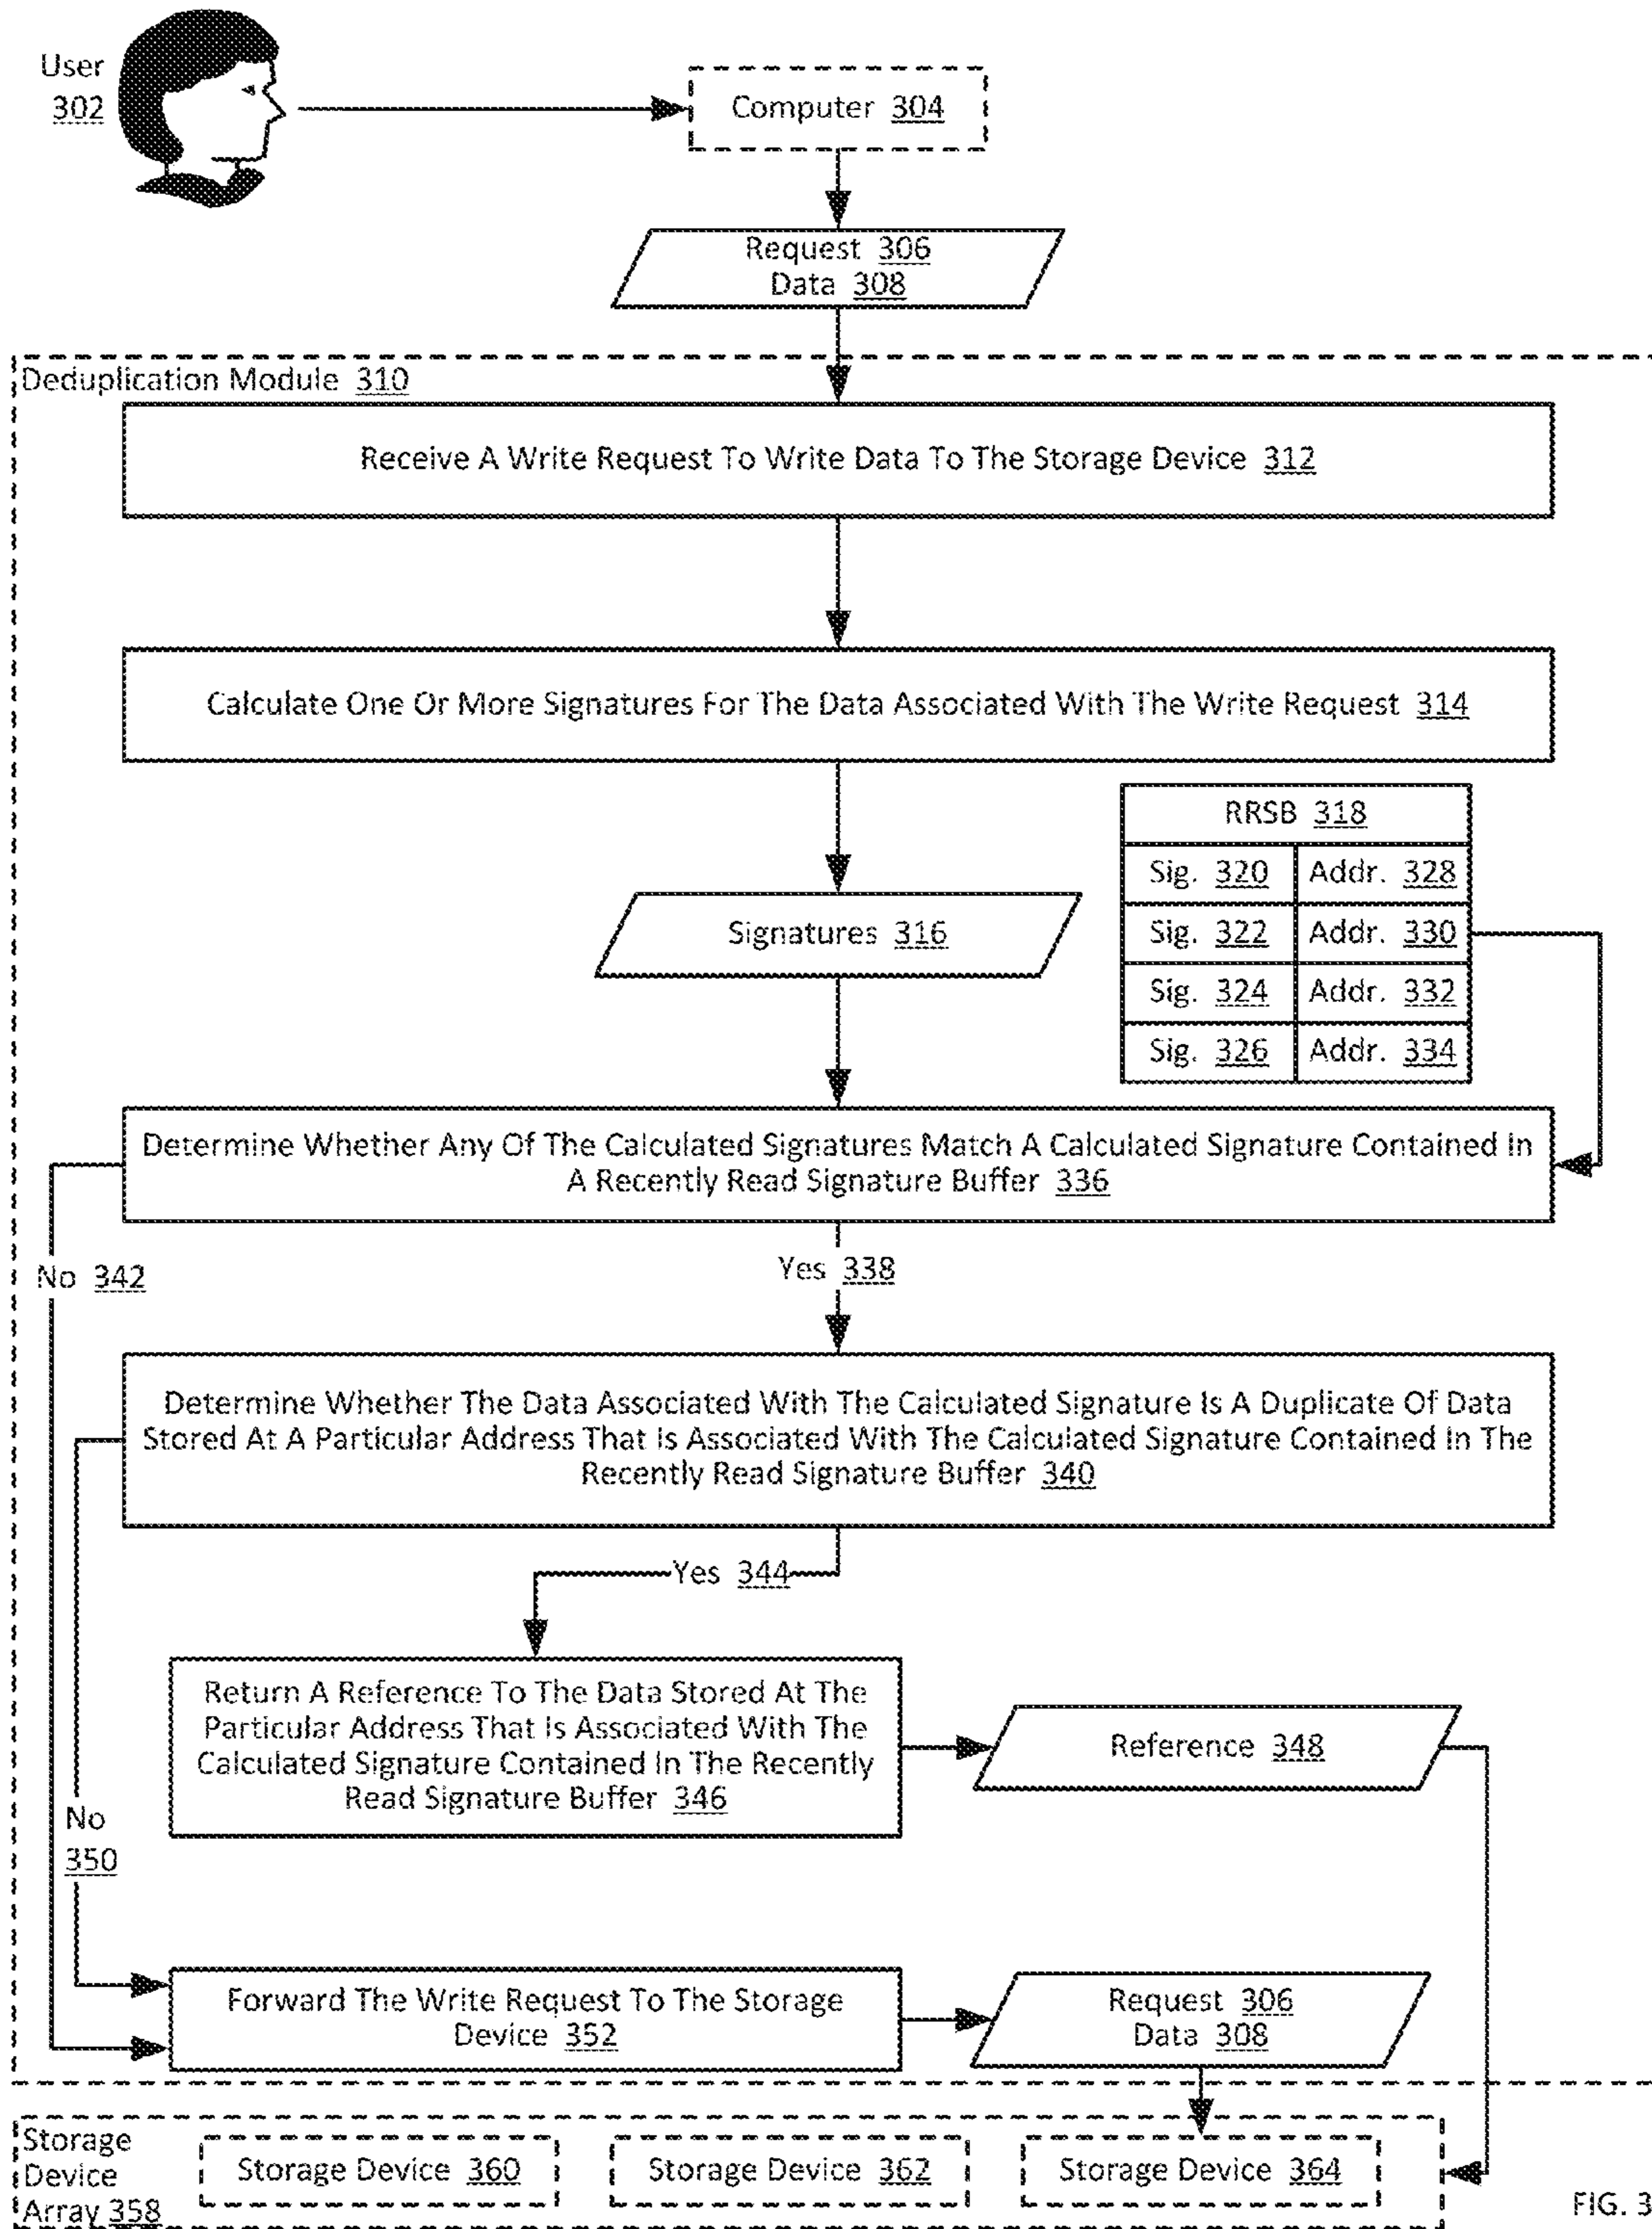 User
302
Computer 304
Request 306
Data 308
Deduplication Module 310
Receive A Write Request To Write Data To The Storage Device 312
Calculate One Or More Signatures For The Data Associated With The Write Request 314
RRSB 318
Sig. 320 Addr. 328
Signatures 316
Sig. 322 Addr. 330
Sig. 324 Addr. 332
Sig. 326 Addr. 334
Determine Whether Any Of The Calculated Signatures Match A Calculated Signature Contained In
A Recently Read Signature Buffer 336
No 342
Yes 338
Determine Whether The Data Associated With The Calculated Signature Is A Duplicate Of Data
Stored At A Particular Address That Is Associated With The Calculated Signature Contained In The
Recently Read Signature Buffer 340
Yes 344
Return A Reference To The Data Stored At The
Particular Address That Is Associated With The
Calculated Signature Contained In The Recently
Read Signature Buffer 346
Reference 348
No
350
Forward The Write Request To The Storage
Device 352
Request 306
Data 308
Storage
Device
Array 358
Storage Device 360
Storage Device 362
Storage Device 364
FIG. 3